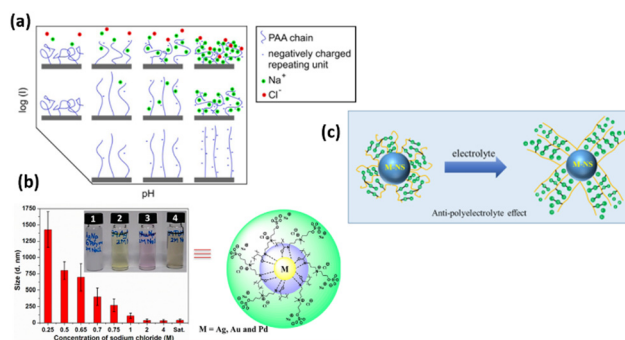 (a)
PAA chain
negatively charged
repeating unit
Na+
Cl-
log (I)
pH
(c)
M-NS
electrolyte
M-NS
Anti-polyelectrolyte effect
(b)
1 2 3 4
Size (d. nm)
1750
1500
1250
1000
750
500
250
0
0.25 0.5 0.65 0.7 0.75 1 2 4 Sat.
Concentration of sodium chloride (M)
M
M = Ag, Au and Pd